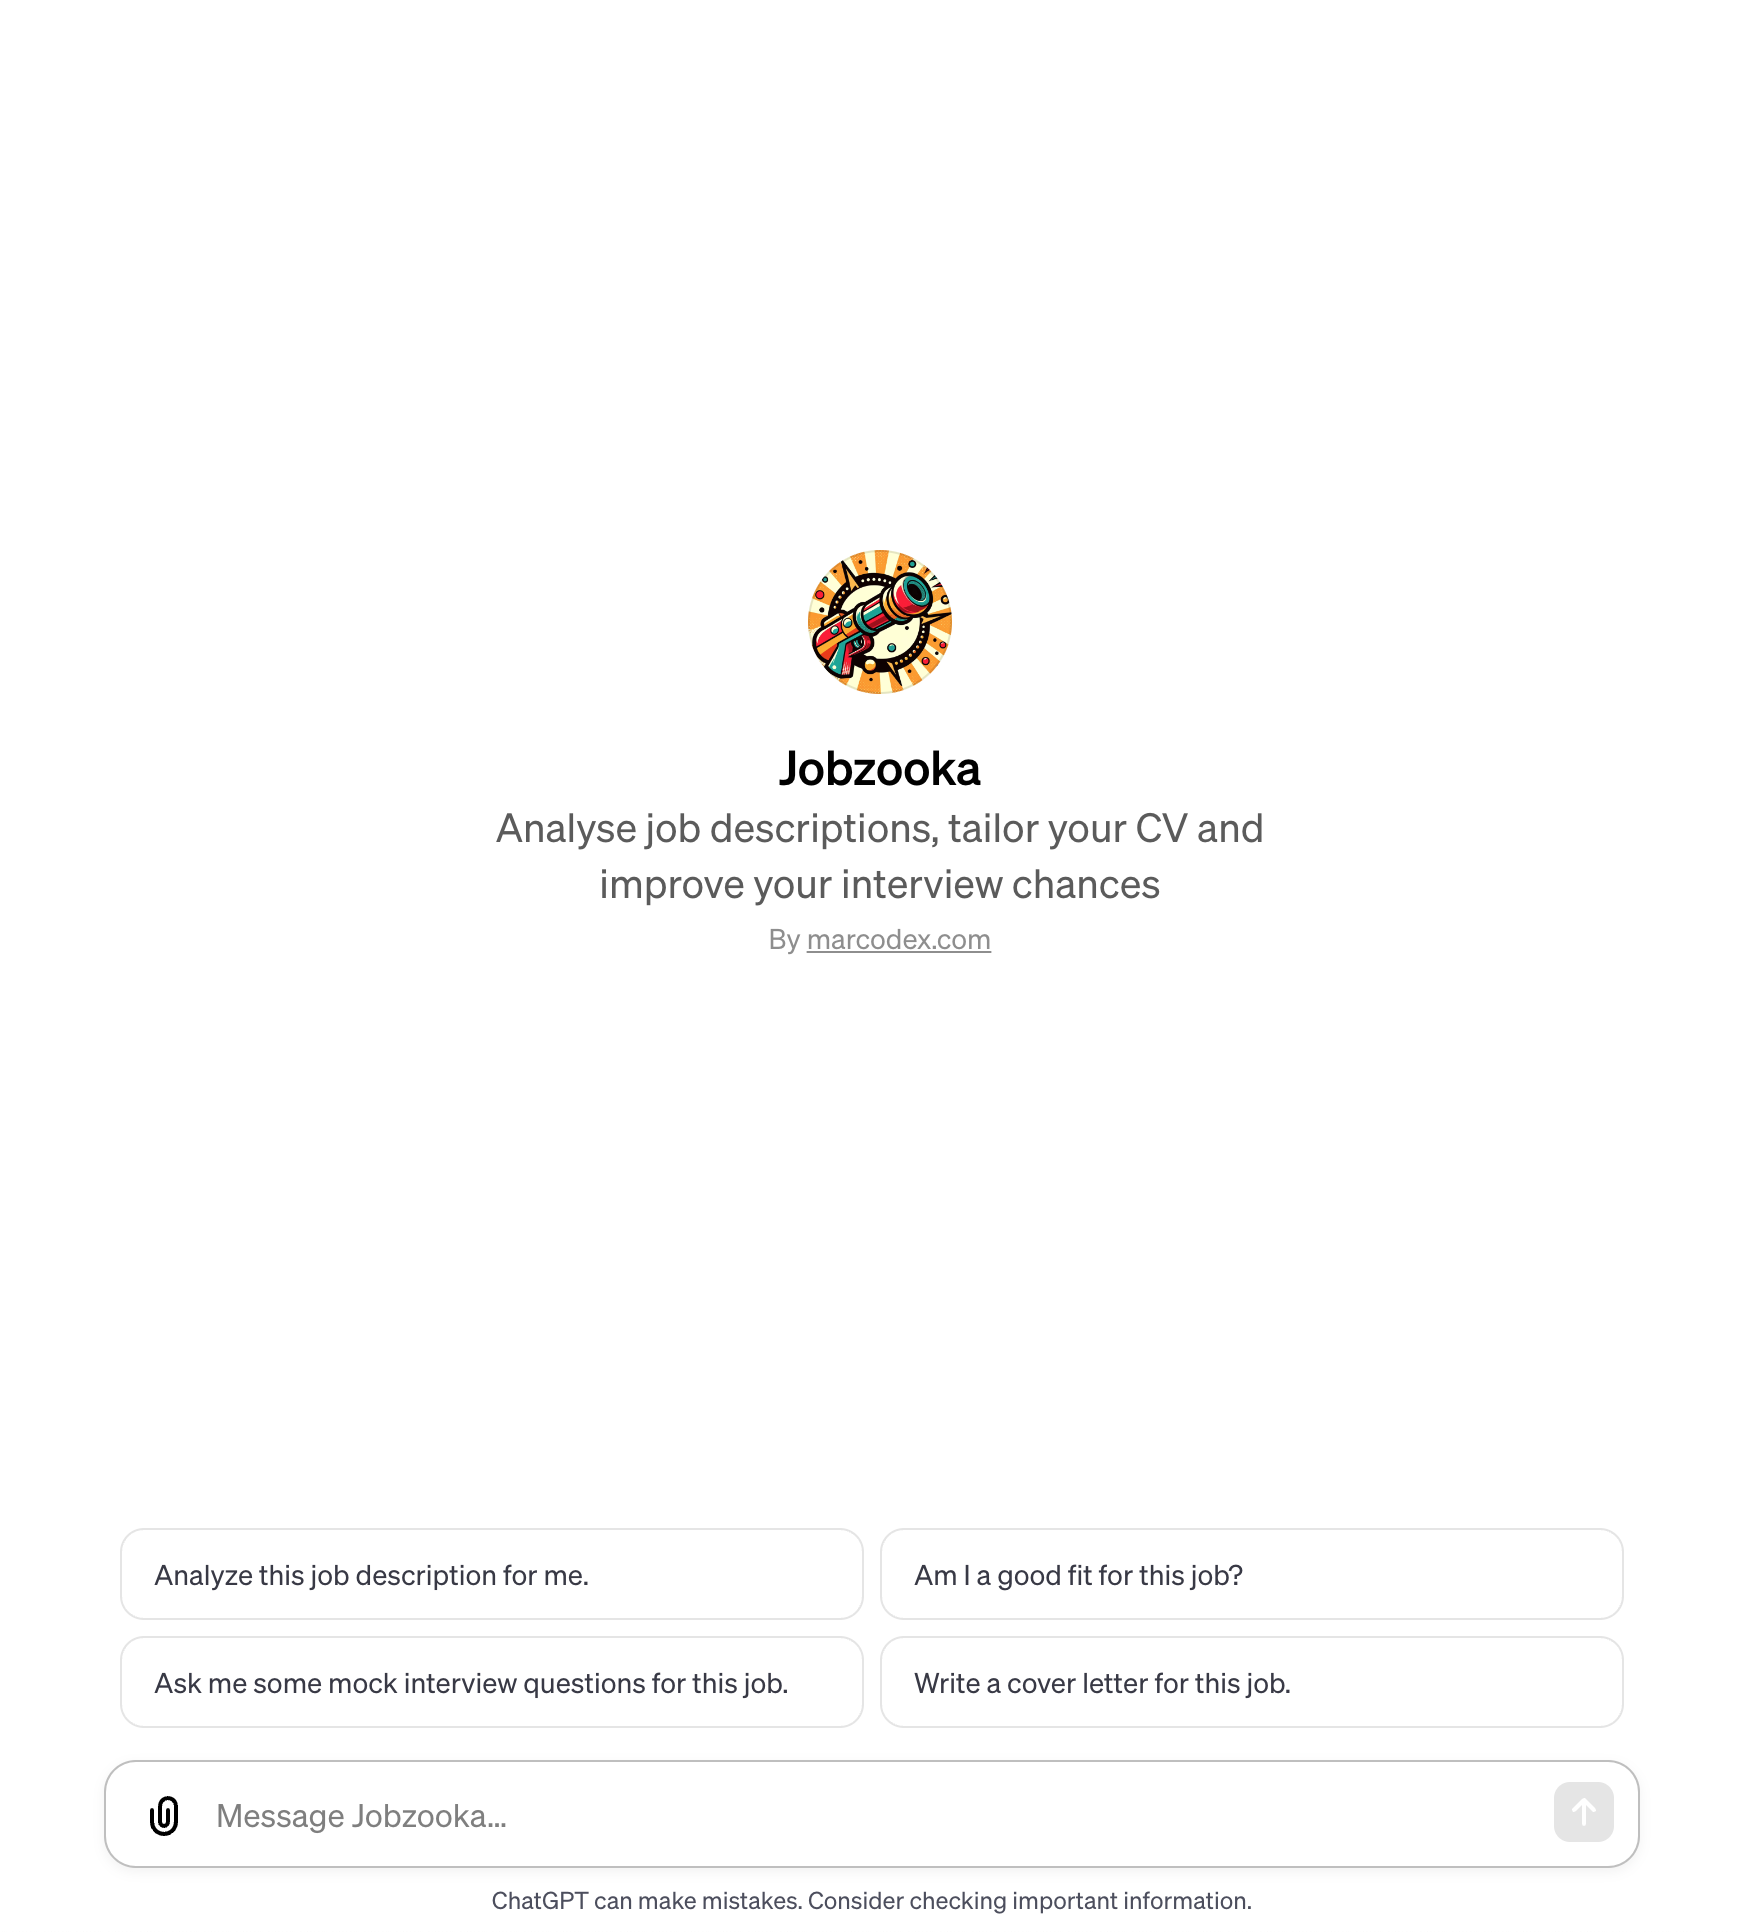 Jobzooka
Analyse job descriptions, tailor your CV and
improve your interview chances
By marcodex.com
Analyze this job description for me.
Am I a good fit for this job?
Ask me some mock interview questions for this job.
Write a cover letter for this job.
Message Jobzooka...
ChatGPT can make mistakes. Consider checking important information.